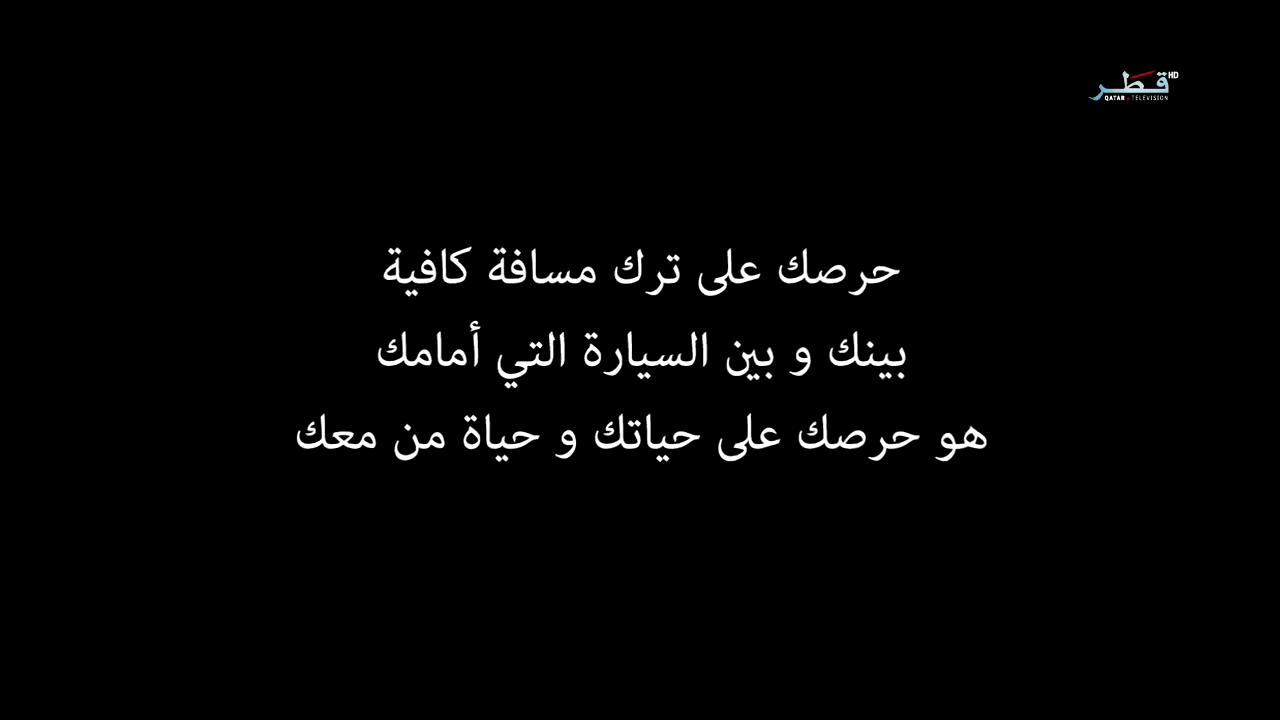 قطر HD
QATAR TELEVISION
حرصك على ترك مسافة كافية
بينك و بين السيارة التي أمامك
هو حرصك على حياتك و حياة من معك